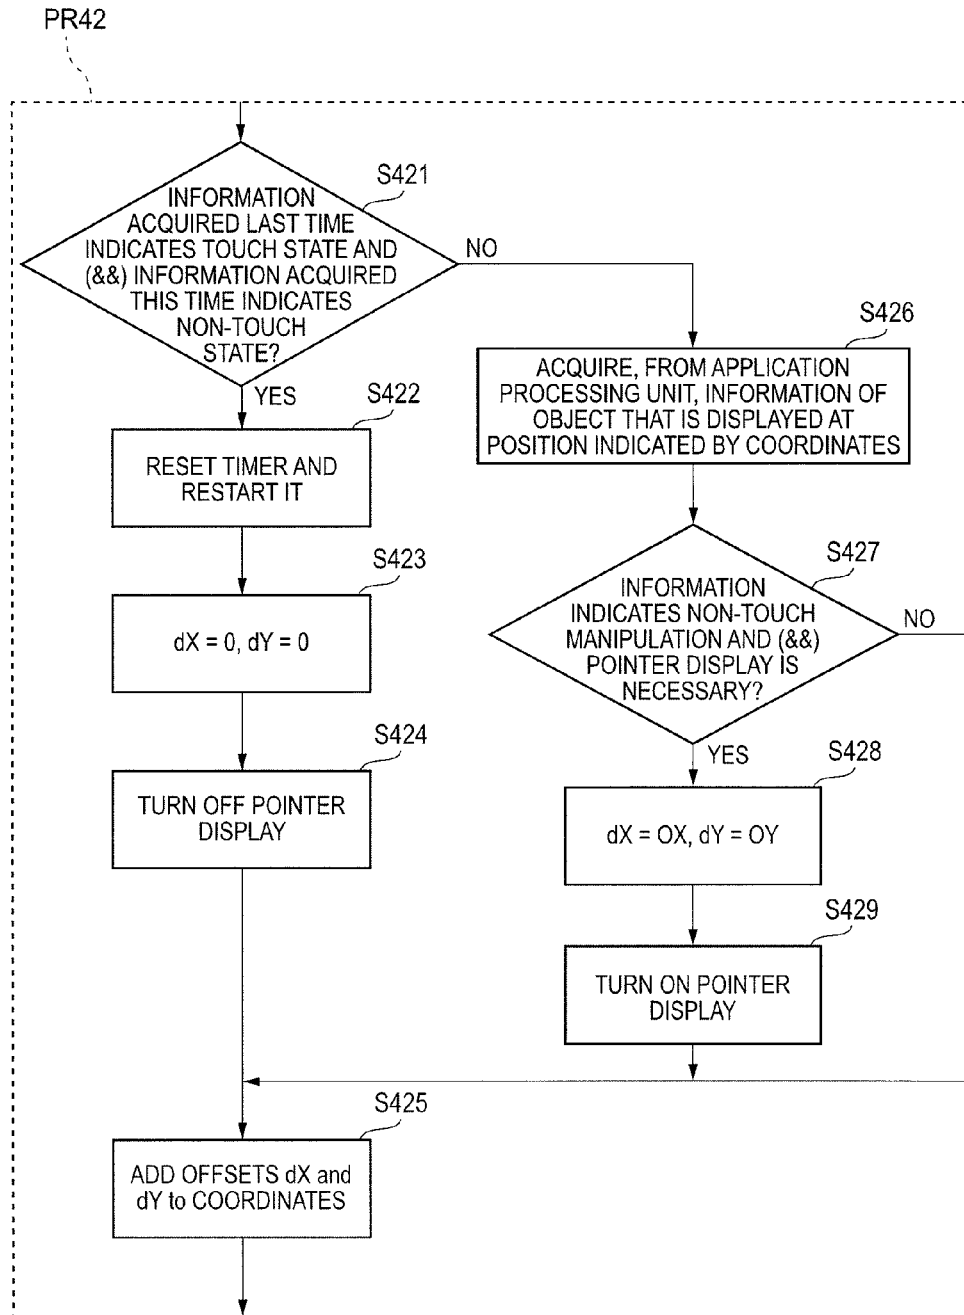 PR42
S421
INFORMATION
ACQUIRED LAST TIME
INDICATES TOUCH STATE AND
(&&) INFORMATION ACQUIRED
THIS TIME INDICATES
NON-TOUCH
STATE?
NO
YES
S422
RESET TIMER AND
RESTART IT
S423
dX = 0, dY = 0
S424
TURN OFF POINTER
DISPLAY
S426
ACQUIRE, FROM APPLICATION
PROCESSING UNIT, INFORMATION OF
OBJECT THAT IS DISPLAYED AT
POSITION INDICATED BY COORDINATES
S427
INFORMATION
INDICATES NON-TOUCH
MANIPULATION AND (&&)
POINTER DISPLAY IS
NECESSARY?
NO
YES
S428
dX = OX, dY = OY
S429
TURN ON POINTER
DISPLAY
S425
ADD OFFSETS dX and
dY to COORDINATES